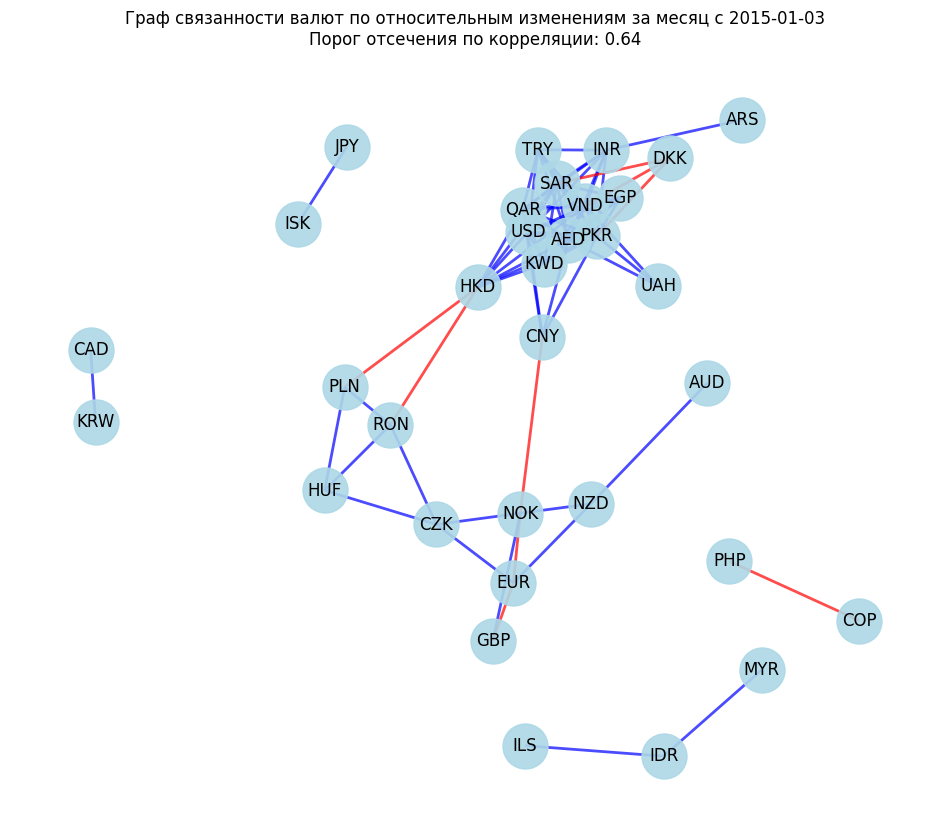 Граф связанности валют по относительным изменениям за месяц с 2015-01-03
Порог отсечения по корреляции: 0.64
ARS
JPY
TRY
INR
DKK
SAR
EGP
VND
QAR
ISK
USD
AED
PKR
KWD
HKD
UAH
CNY
CAD
PLN
AUD
KRW
RON
HUF
NZD
NOK
CZK
PHP
EUR
COP
GBP
MYR
ILS
IDR